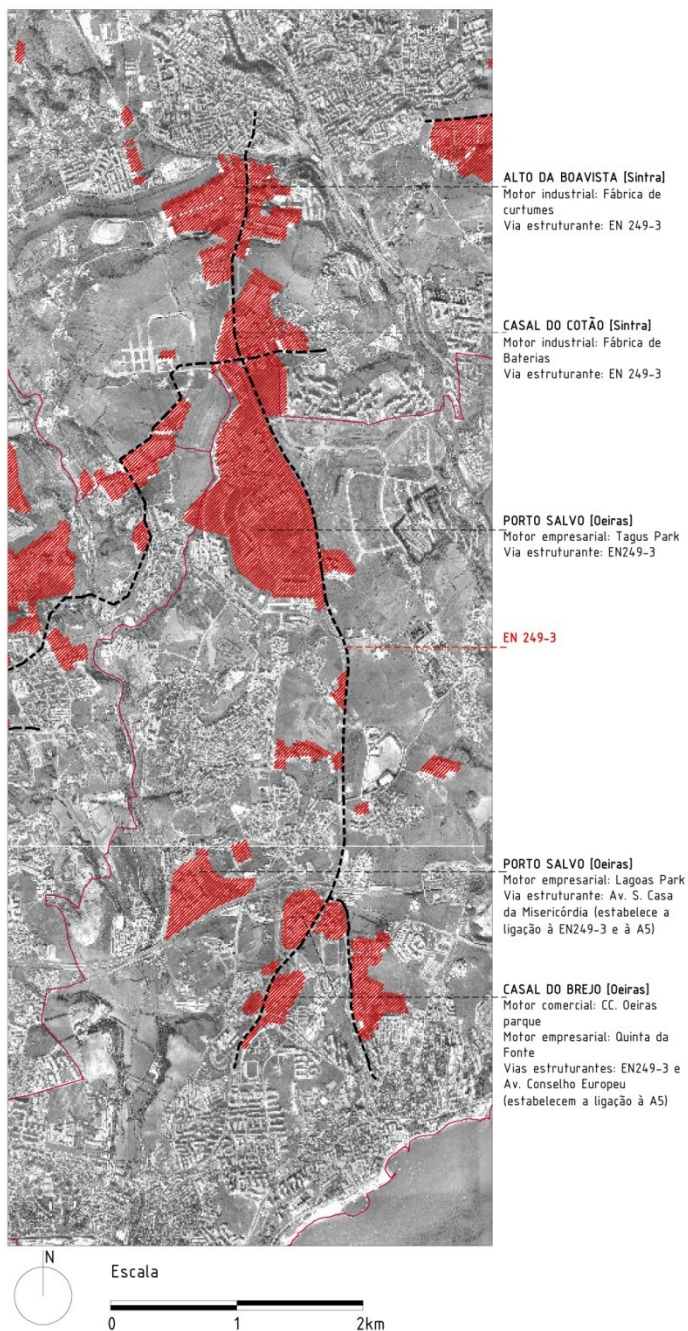 ALTO DA BOAVISTA [Sintra]
Motor industrial: Fábrica de
curtumes
Via estruturante: EN 249-3
CASAL DO COTÃO [Sintra]
Motor industrial: Fábrica de
Baterias
Via estruturante: EN 249-3
PORTO SALVO [Oeiras]
Motor empresarial: Tagus Park
Via estruturante: EN249-3
EN 249-3
PORTO SALVO [Oeiras]
Motor empresarial: Lagoas Park
Via estruturante: Av. S. Casa
da Misericórdia (estabelece a
ligação à EN249-3 e à A5)
CASAL DO BREJO [Oeiras]
Motor comercial: CC. Oeiras
parque
Motor empresarial: Quinta da
Fonte
Vias estruturantes: EN249-3 e
Av. Conselho Europeu
(estabelecem a ligação à A5)
N
Escala
0 1 2km